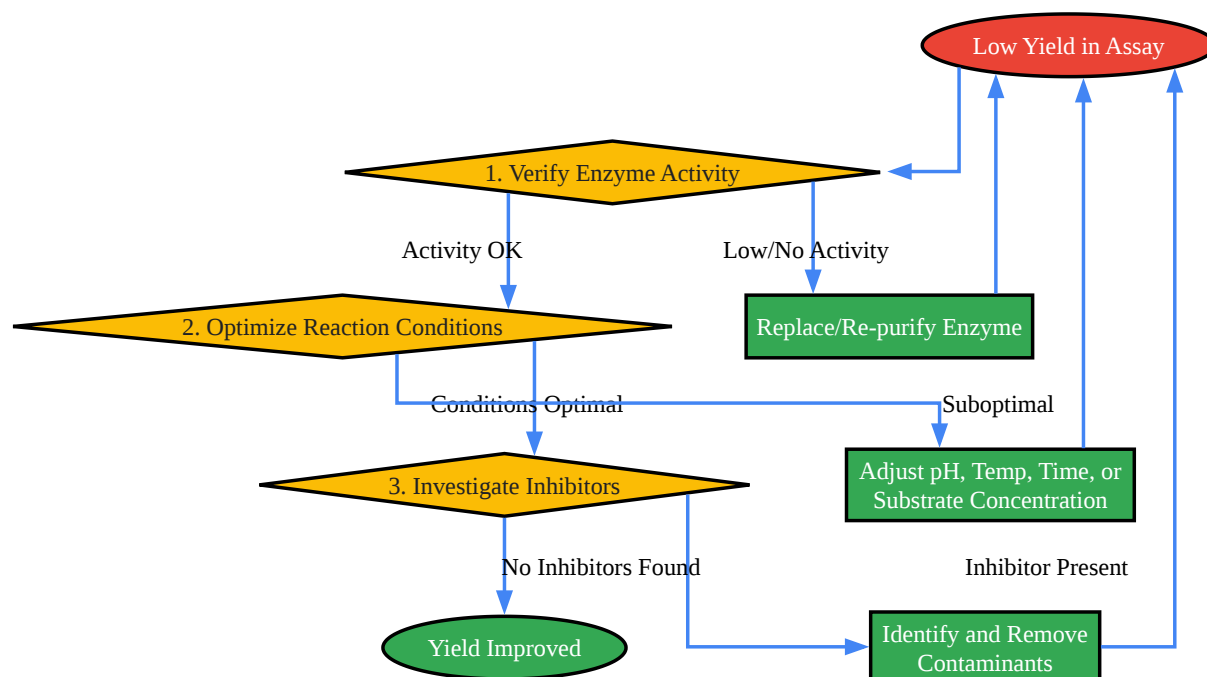 Low Yield in Assay
1. Verify Enzyme Activity
Activity OK
Low/No Activity
2. Optimize Reaction Conditions
Replace/Re-purify Enzyme
Conditions Optimal
Suboptimal
3. Investigate Inhibitors
Adjust pH, Temp, Time, or
Substrate Concentration
No Inhibitors Found
Inhibitor Present
Yield Improved
Identify and Remove
Contaminants